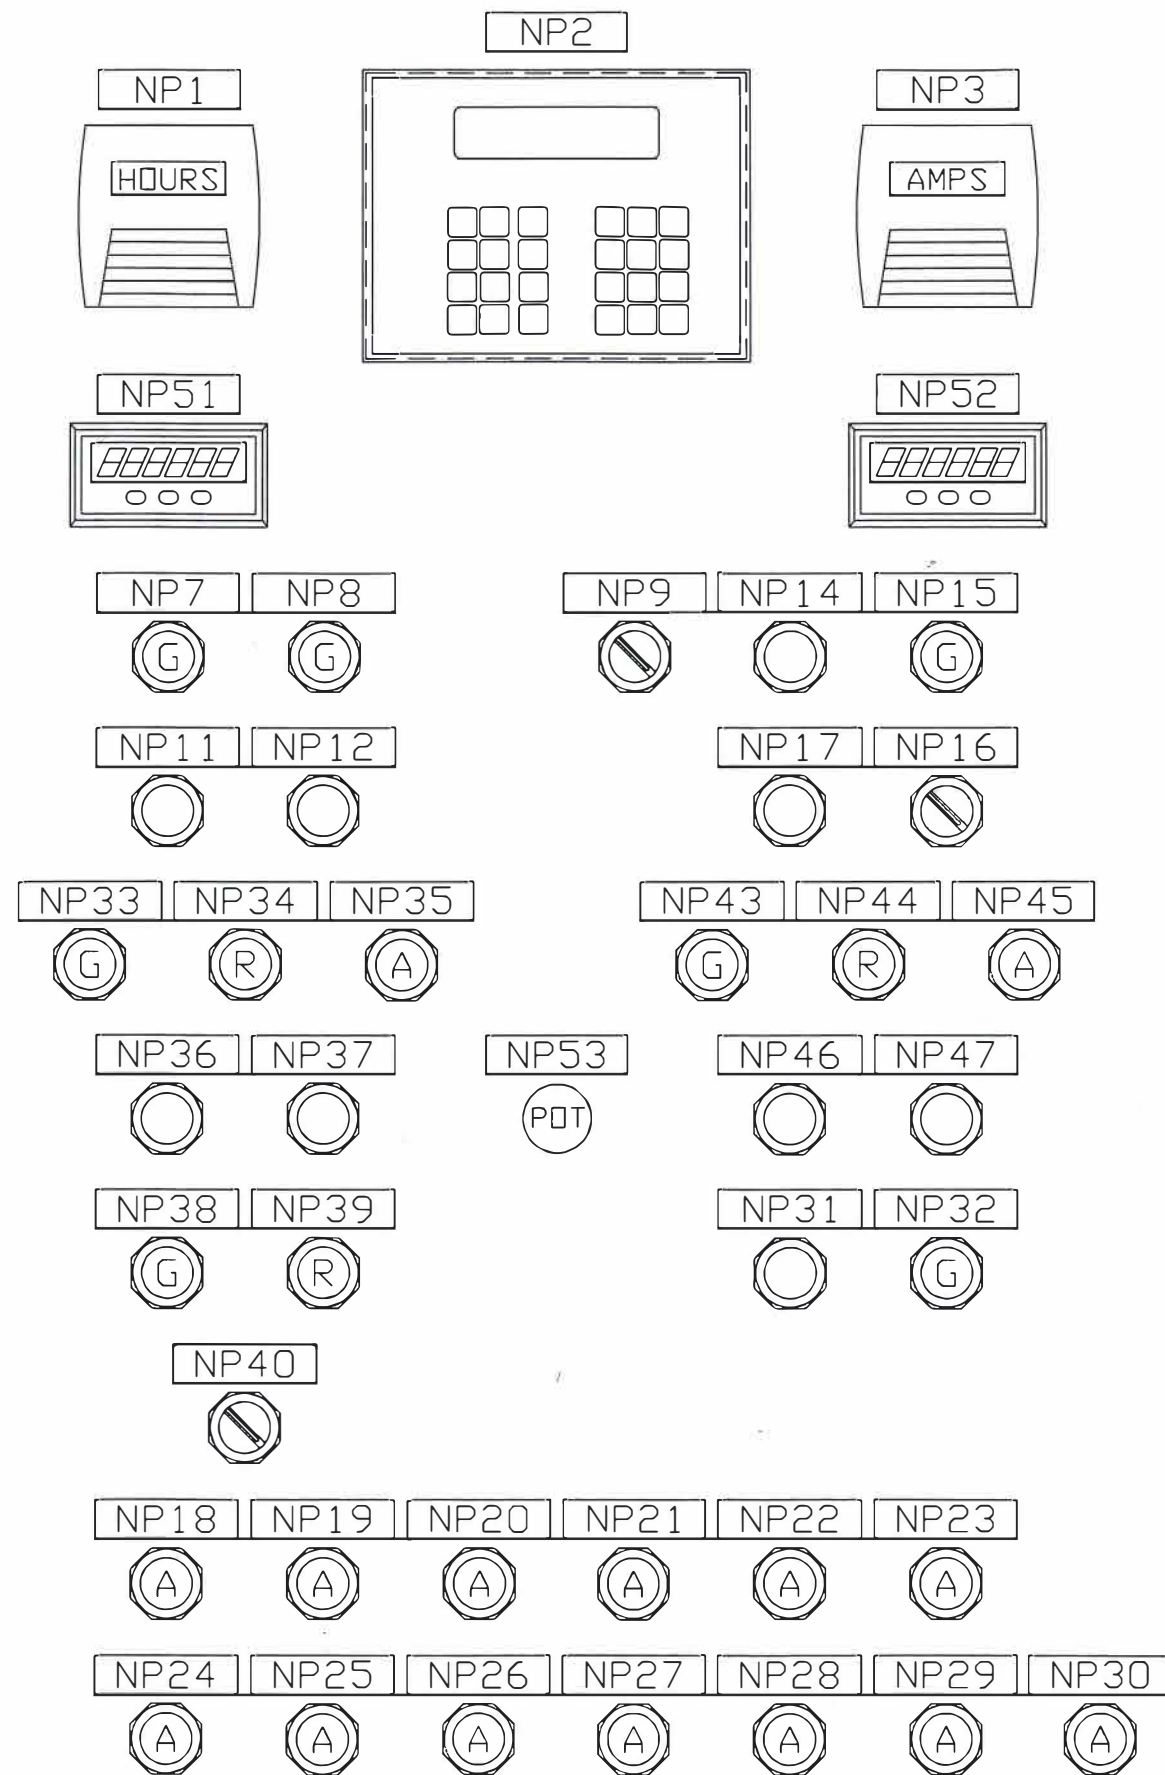 NP2
NP1 NP3
HOURS AMPS
NP51 NP52
NP7 NP8 NP9 NP14 NP15
G G G
NP11 NP12 NP17 NP16
NP33 NP34 NP35 NP43 NP44 NP45
G R A G R A
NP36 NP37 NP53 NP46 NP47
POT
NP38 NP39 NP31 NP32
G R G
NP40
NP18 NP19 NP20 NP21 NP22 NP23
A A A A A A
NP24 NP25 NP26 NP27 NP28 NP29 NP30
A A A A A A A